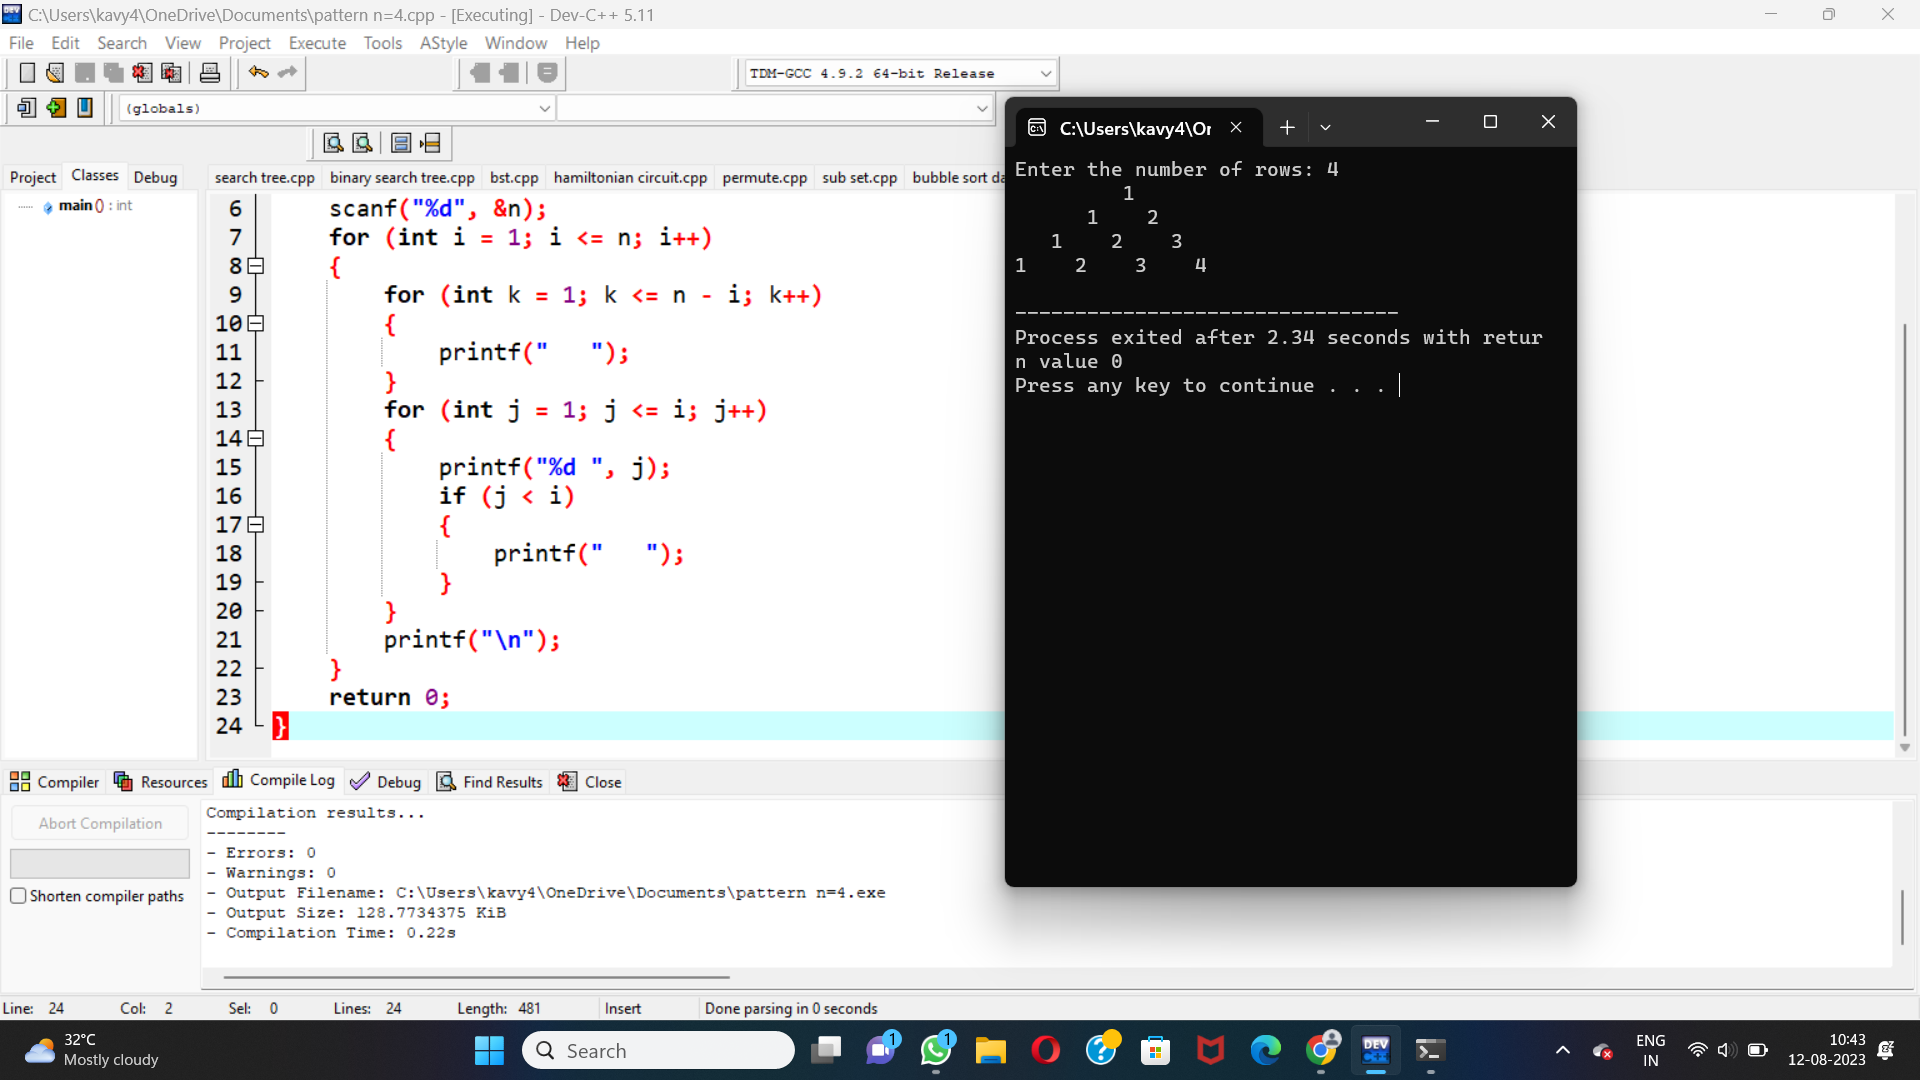 C:\Users\kavy4\OneDrive\Documents\pattern n=4.cpp - [Executing] - Dev-C++ 5.11
File Edit Search View Project Execute Tools AStyle Window Help
TDM-GCC 4.9.2 64-bit Release
(globals)
Project Classes Debug
search tree.cpp binary search tree.cpp bst.cpp hamiltonian circuit.cpp permute.cpp sub set.cpp bubble sort da
main () : int
6 scanf("%d", &n);
7 for (int i = 1; i <= n; i++)
8 {
9 for (int k = 1; k <= n - i; k++)
10 {
11 printf("   ");
12 }
13 for (int j = 1; j <= i; j++)
14 {
15 printf("%d ", j);
16 if (j < i)
17 {
18 printf("   ");
19 }
20 }
21 printf("\n");
22 }
23 return 0;
24 }
C:\Users\kavy4\Or
Enter the number of rows: 4
         1
      1    2
   1    2    3
1    2    3    4
--------------------------------
Process exited after 2.34 seconds with retur
n value 0
Press any key to continue . . .
Compiler Resources Compile Log Debug Find Results Close
Abort Compilation
Shorten compiler paths
Compilation results...
--------
- Errors: 0
- Warnings: 0
- Output Filename: C:\Users\kavy4\OneDrive\Documents\pattern n=4.exe
- Output Size: 128.7734375 KiB
- Compilation Time: 0.22s
Line: 24 Col: 2 Sel: 0 Lines: 24 Length: 481 Insert Done parsing in 0 seconds
32°C
Mostly cloudy
Search
1
1
DEV
C++
ENG
IN
10:43
12-08-2023